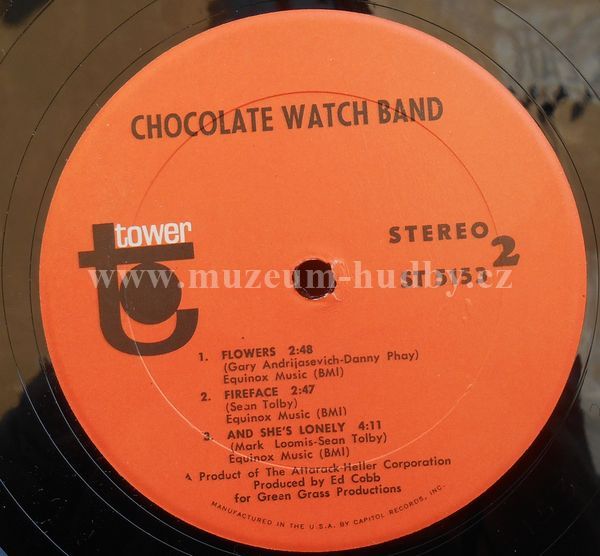 CHOCOLATE WATCH BAND
tower
STEREO
2
www.muzeum-hudby.cz
ST 5153
1. FLOWERS 2:48
(Gary Andrijasevich-Danny Phay)
Equinox Music (BMI)
2. FIREFACE 2:47
(Sean Tolby)
Equinox Music (BMI)
3. AND SHE'S LONELY 4:11
(Mark Loomis-Sean Tolby)
Equinox Music (BMI)
A Product of The Attarack-Heller Corporation
Produced by Ed Cobb
for Green Grass Productions
MANUFACTURED IN THE U.S.A. BY CAPITOL RECORDS, INC.